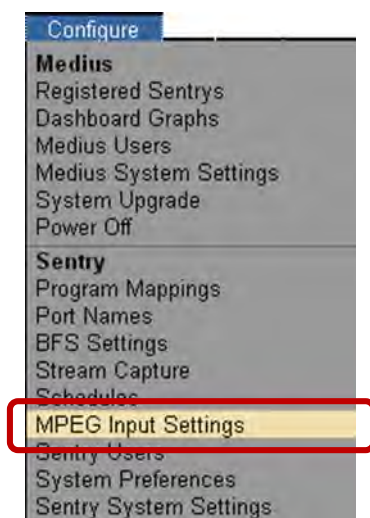 Configure
Medius
Registered Sentrys
Dashboard Graphs
Medius Users
Medius System Settings
System Upgrade
Power Off
Sentry
Program Mappings
Port Names
BFS Settings
Stream Capture
Schedules
MPEG Input Settings
Sentry Users
System Preferences
Sentry System Settings